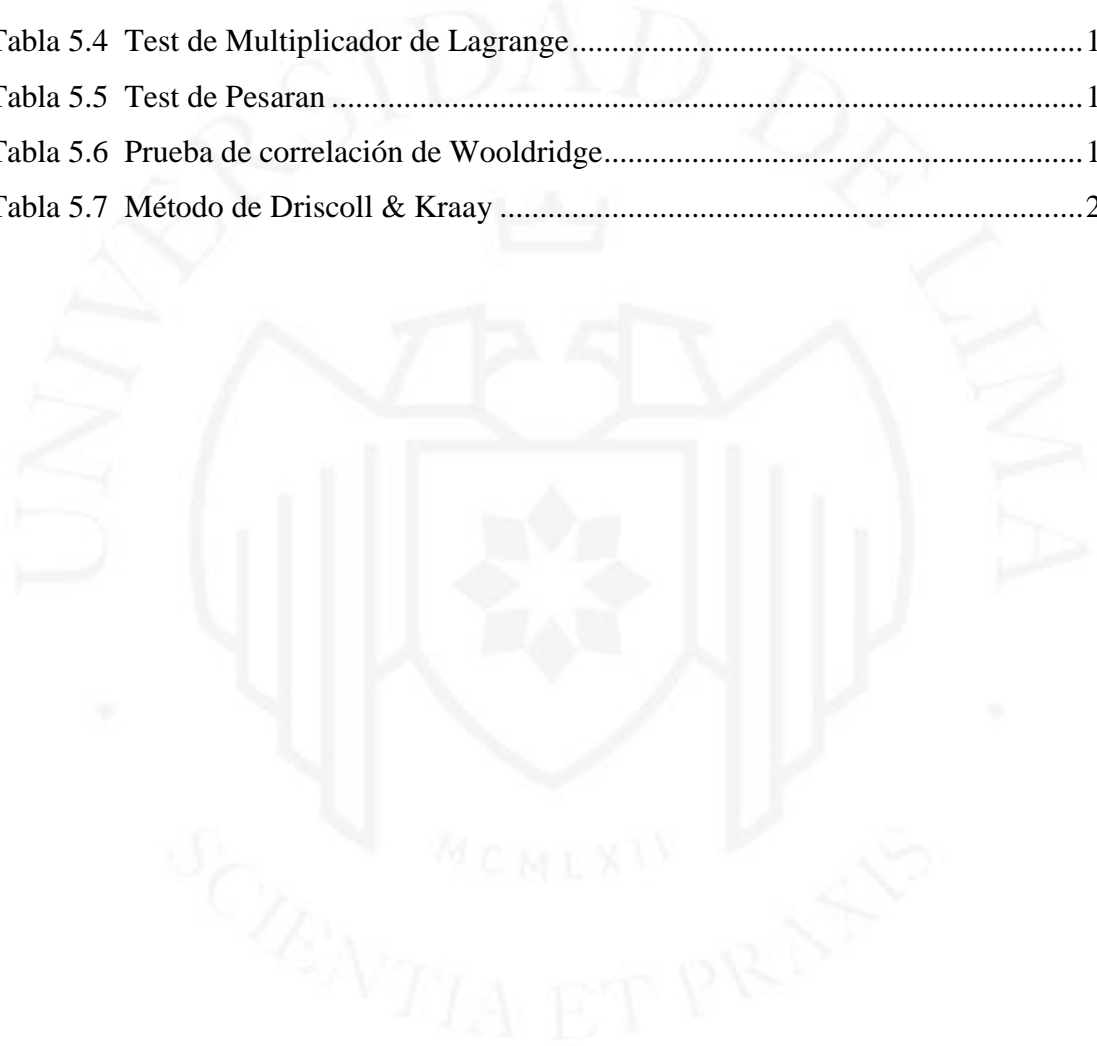 Tabla 5.4 Test de Multiplicador de Lagrange.................................................................1
Tabla 5.5 Test de Pesaran ................................................................................................1
Tabla 5.6 Prueba de correlación de Wooldridge.............................................................1
Tabla 5.7 Método de Driscoll & Kraay ..........................................................................2
UNIVERSIDAD DE LIMA
MCMLXII
SCIENTIA ET PRAXIS